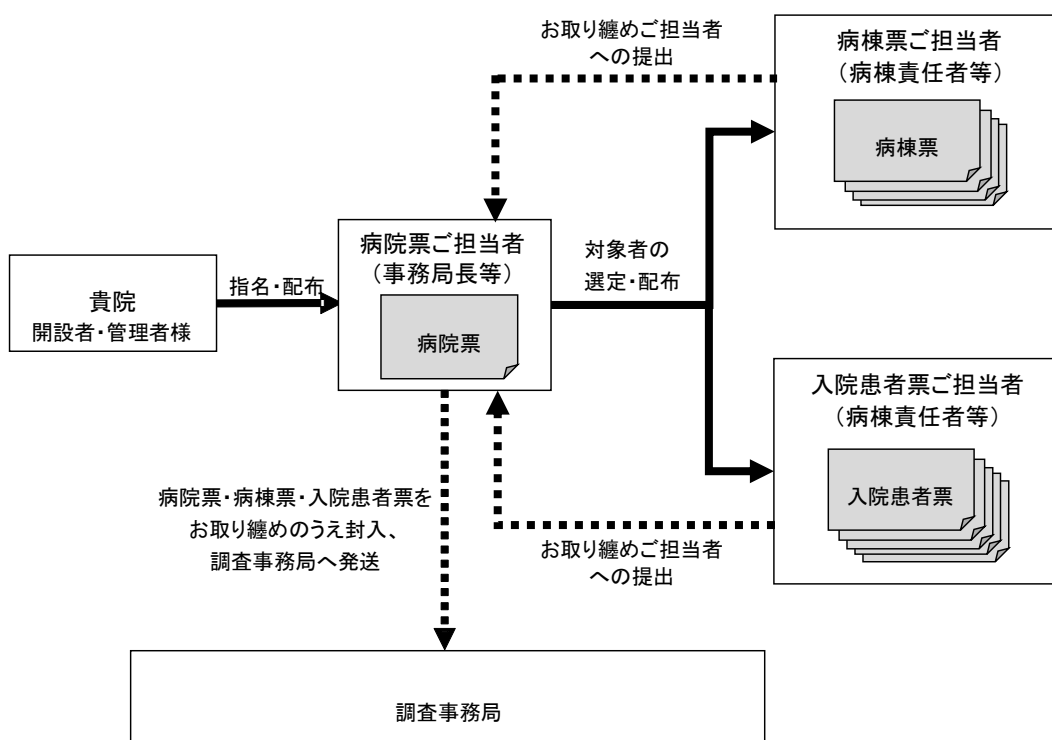 お取り纏めご担当者
への提出
病棟票ご担当者
（病棟責任者等）
病棟票
病院票ご担当者
（事務局長等）
病院票
対象者の
選定・配布
貴院
開設者・管理者様
指名・配布
入院患者票ご担当者
（病棟責任者等）
入院患者票
病院票・病棟票・入院患者票を
お取り纏めのうえ封入、
調査事務局へ発送
お取り纏めご担当者
への提出
調査事務局